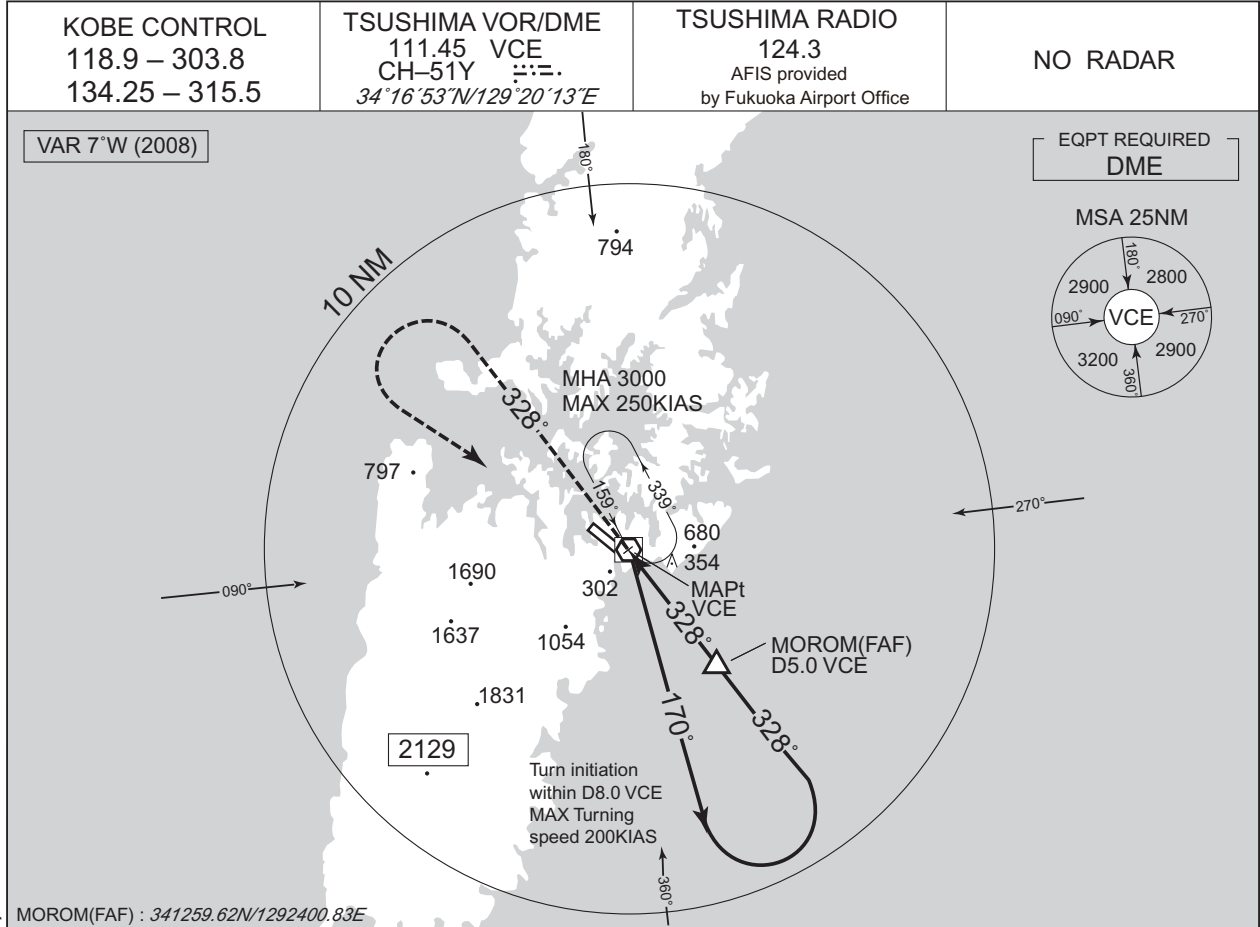 KOBE CONTROL
118.9 – 303.8
134.25 – 315.5
TSUSHIMA VOR/DME
111.45 VCE
CH–51Y
34°16´53˝N/129°20´13˝E
TSUSHIMA RADIO
124.3
AFIS provided
by Fukuoka Airport Office
NO RADAR
VAR 7°W (2008)
EQPT REQUIRED
DME
MSA 25NM
180°
2900
2800
090°
VCE
270°
3200
2900
360°
180°
794
10 NM
MHA 3000
MAX 250KIAS
328°
797
159°
339°
270°
680
354
1690
302
MAPt
VCE
090°
328°
1637
1054
MOROM(FAF)
D5.0 VCE
1831
170°
328°
2129
Turn initiation
within D8.0 VCE
MAX Turning
speed 200KIAS
360°
MOROM(FAF) : 341259.62N/1292400.83E